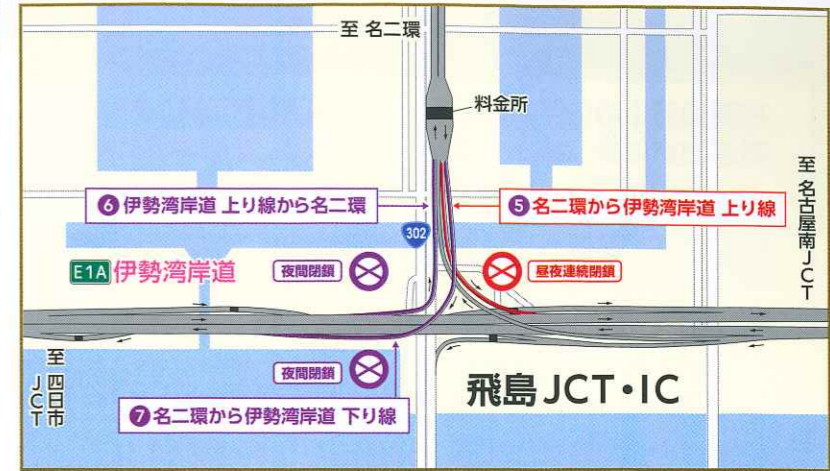 至 名二環
料金所
至 名古屋南JCT
❻伊勢湾岸道 上り線から名二環
❺名二環から伊勢湾岸道 上り線
302
E1A 伊勢湾岸道
夜間閉鎖
昼夜連続閉鎖
至 四日市JCT
夜間閉鎖
飛島JCT・IC
❼名二環から伊勢湾岸道 下り線